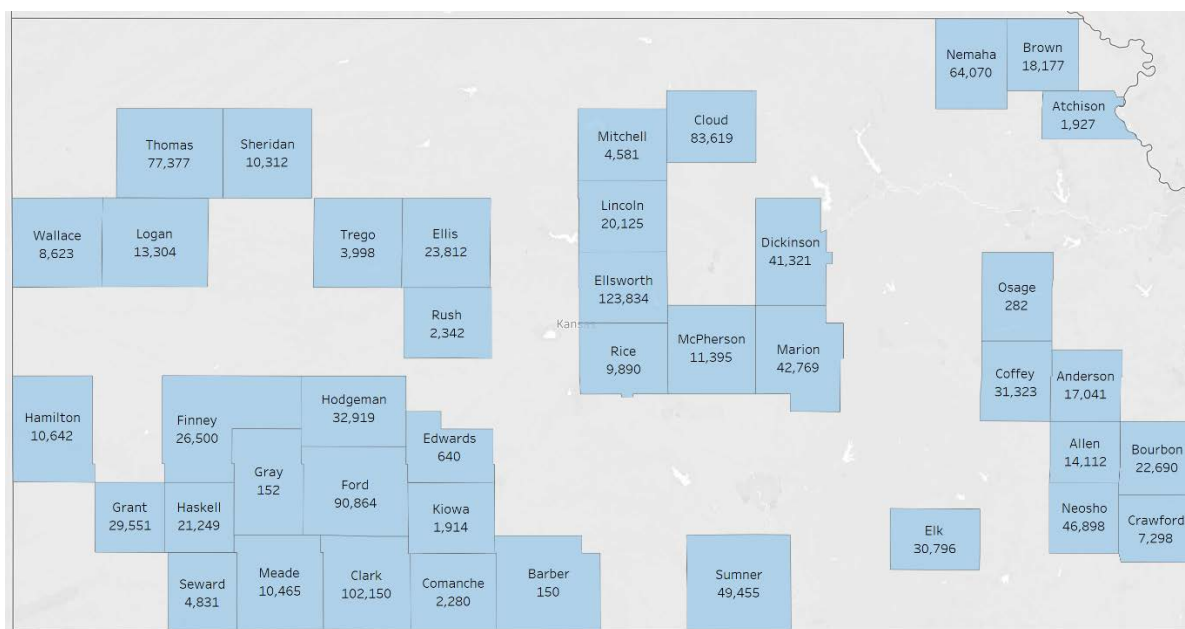 Nemaha
64,070
Brown
18,177
Atchison
1,927
Thomas
77,377
Sheridan
10,312
Mitchell
4,581
Cloud
83,619
Wallace
8,623
Logan
13,304
Trego
3,998
Ellis
23,812
Lincoln
20,125
Dickinson
41,321
Ellsworth
123,834
Osage
282
Rush
2,342
Kansas
Rice
9,890
McPherson
11,395
Marion
42,769
Coffey
31,323
Anderson
17,041
Hamilton
10,642
Finney
26,500
Hodgeman
32,919
Edwards
640
Allen
14,112
Bourbon
22,690
Gray
152
Ford
90,864
Grant
29,551
Haskell
21,249
Kiowa
1,914
Neosho
46,898
Crawford
7,298
Elk
30,796
Seward
4,831
Meade
10,465
Clark
102,150
Comanche
2,280
Barber
150
Sumner
49,455